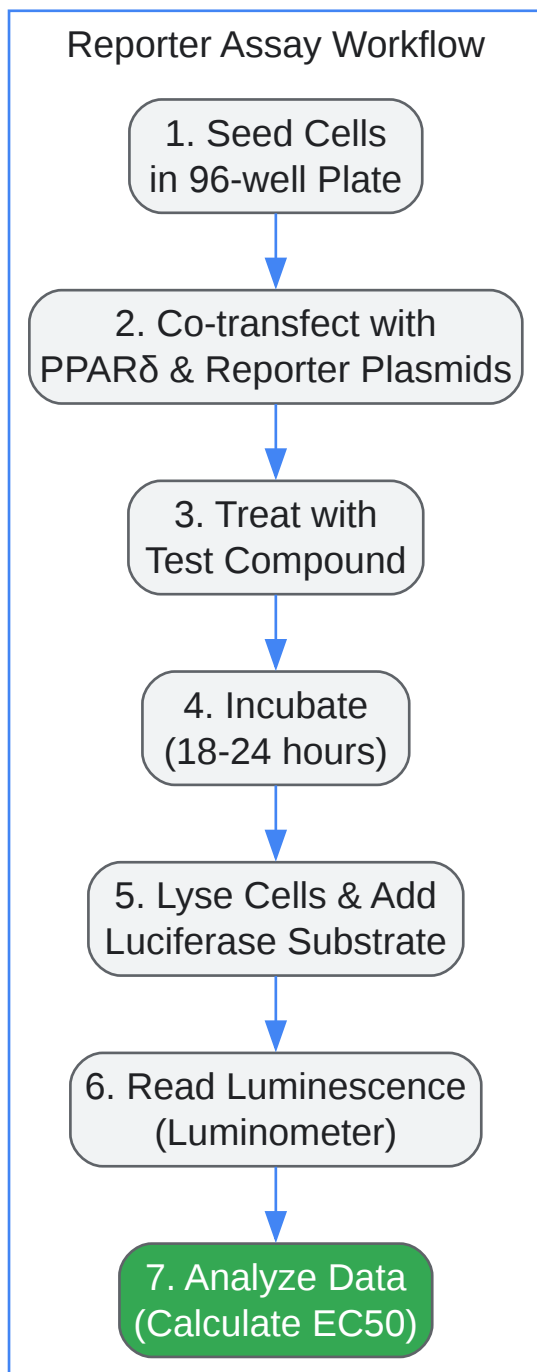 Reporter Assay Workflow
1. Seed Cells
in 96-well Plate
2. Co-transfect with
PPARδ & Reporter Plasmids
3. Treat with
Test Compound
4. Incubate
(18-24 hours)
5. Lyse Cells & Add
Luciferase Substrate
6. Read Luminescence
(Luminometer)
7. Analyze Data
(Calculate EC50)